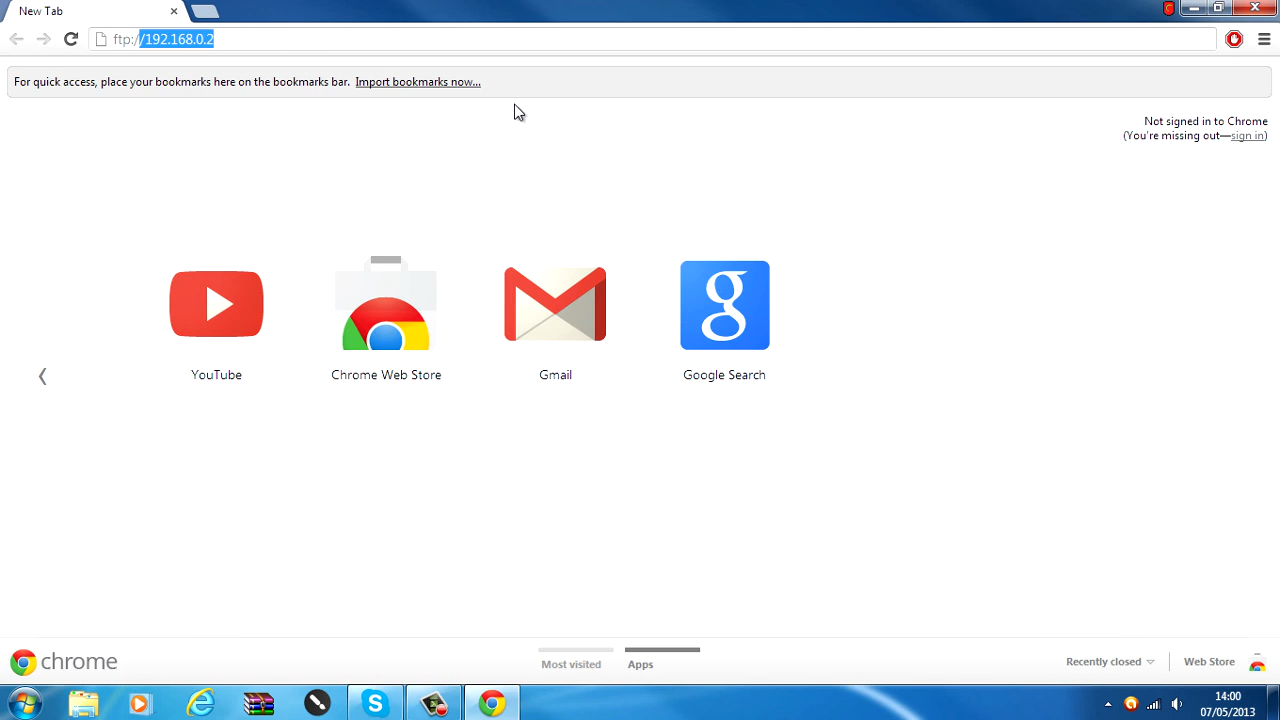 New Tab
ftp://192.168.0.2
For quick access, place your bookmarks here on the bookmarks bar. Import bookmarks now...
Not signed in to Chrome
(You're missing out—sign in)
YouTube
Chrome Web Store
Gmail
g
Google Search
chrome
Most visited
Apps
Recently closed
Web Store
14:00
07/05/2013